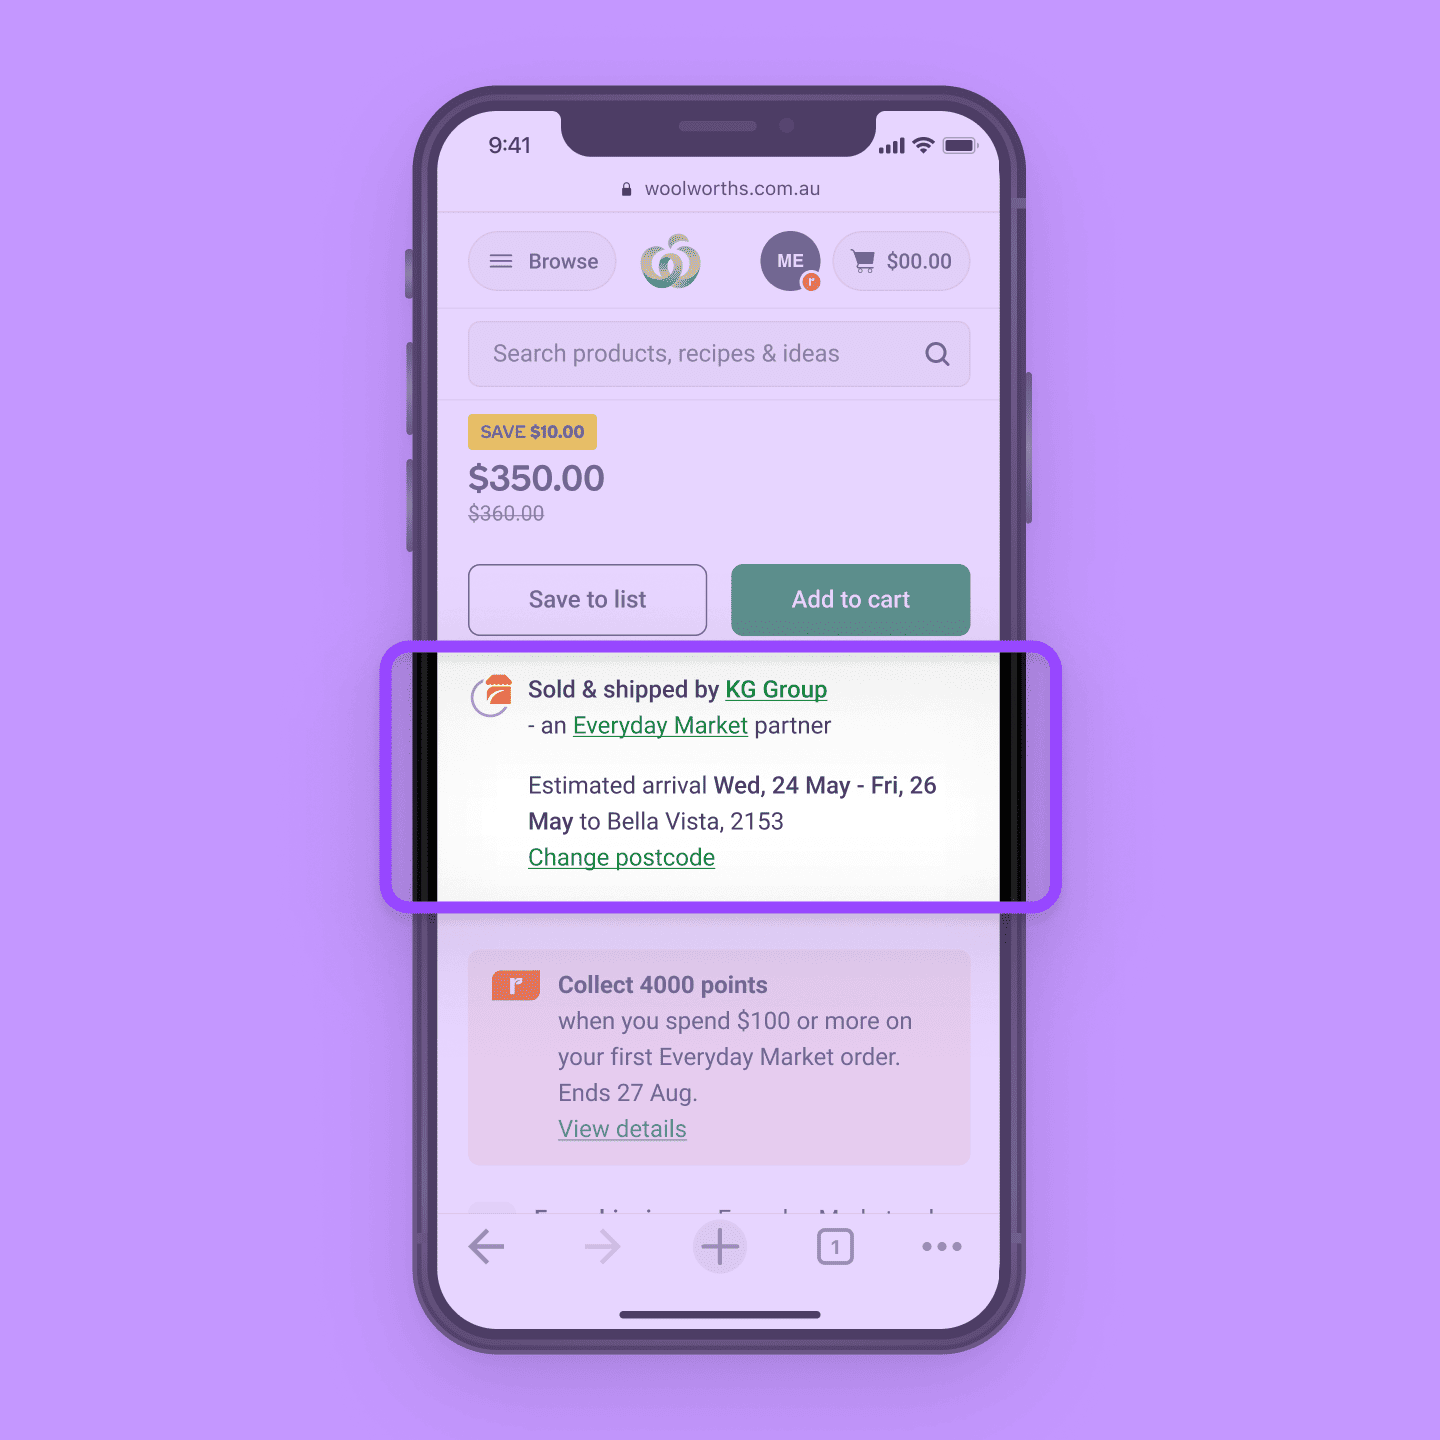 9:41
woolworths.com.au
Browse
ME
r
$00.00
Search products, recipes & ideas
SAVE $10.00
$350.00
$360.00
Save to list
Add to cart
Sold & shipped by KG Group
- an Everyday Market partner
Estimated arrival Wed, 24 May - Fri, 26
May to Bella Vista, 2153
Change postcode
r
Collect 4000 points
when you spend $100 or more on
your first Everyday Market order.
Ends 27 Aug.
View details
1